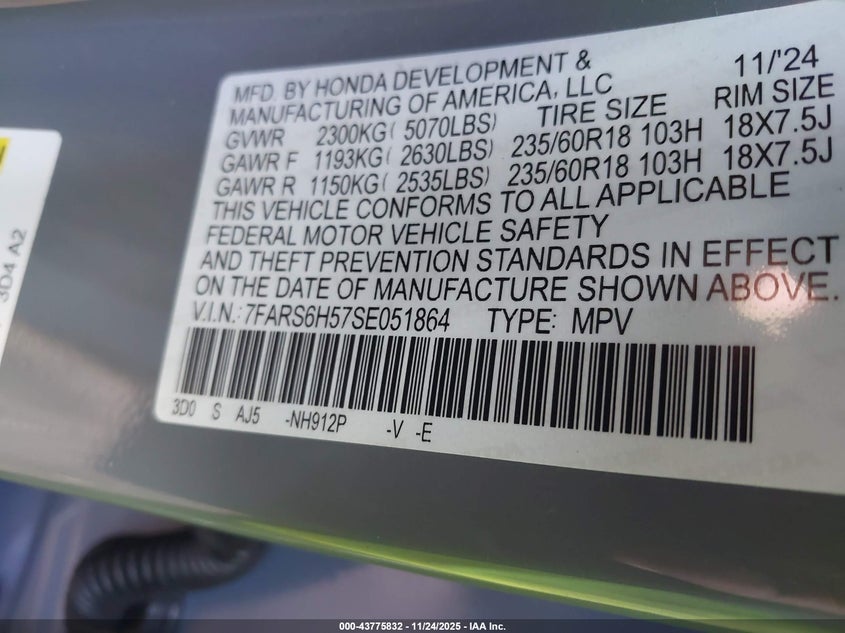 MFD. BY HONDA DEVELOPMENT & 11/'24
MANUFACTURING OF AMERICA, LLC TIRE SIZE RIM SIZE
GVWR 2300KG( 5070LBS)
GAWR F 1193KG( 2630LBS) 235/60R18 103H 18X7.5J
GAWR R 1150KG( 2535LBS) 235/60R18 103H 18X7.5J
THIS VEHICLE CONFORMS TO ALL APPLICABLE
FEDERAL MOTOR VEHICLE SAFETY
AND THEFT PREVENTION STANDARDS IN EFFECT
ON THE DATE OF MANUFACTURE SHOWN ABOVE.
V.I.N.: 7FARS6H57SE051864 TYPE: MPV
3D0 S AJ5 -NH912P -V -E
3D4 A2
000-43775832 - 11/24/2025 - IAA Inc.